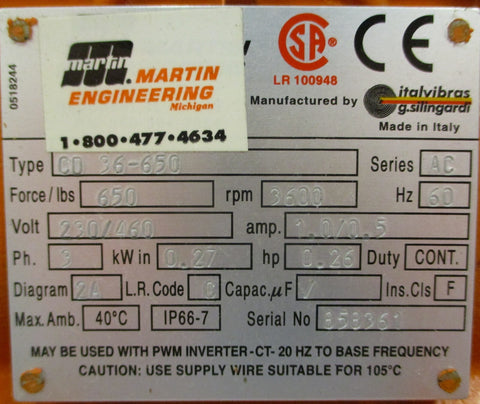 0518244
martin
MARTIN
ENGINEERING
Michigan
1·800·477·4634
SA
CE
LR 100948
Manufactured by italvibras
g.silingardi
Made in Italy
Type CD 36-650 Series AC
Force/lbs 650 rpm 3600 Hz 60
Volt 230/460 amp. 1.0/0.5
Ph. 3 kW in 0.27 hp 0.26 Duty CONT.
Diagram 2A L.R. Code C Capac. µF / Ins.Cls F
Max. Amb. 40°C IP66-7 Serial No 858361
MAY BE USED WITH PWM INVERTER -CT- 20 HZ TO BASE FREQUENCY
CAUTION: USE SUPPLY WIRE SUITABLE FOR 105°C